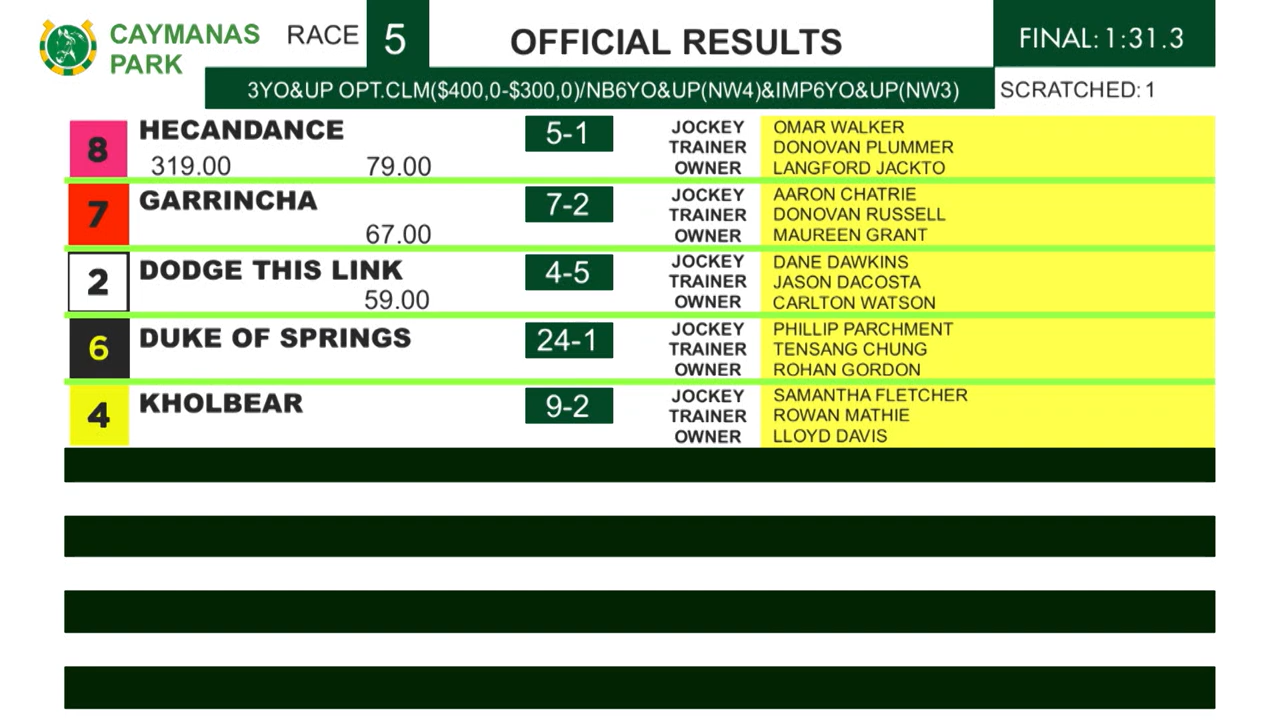 CAYMANAS PARK RACE 5 OFFICIAL RESULTS FINAL: 1:31.3
3YO&UP OPT.CLM($400,0-$300,0)/NB6YO&UP(NW4)&IMP6YO&UP(NW3) SCRATCHED: 1
8 HECANDANCE 5-1 JOCKEY OMAR WALKER
TRAINER DONOVAN PLUMMER
319.00 79.00 OWNER LANGFORD JACKTO
7 GARRINCHA 7-2 JOCKEY AARON CHATRIE
TRAINER DONOVAN RUSSELL
67.00 OWNER MAUREEN GRANT
2 DODGE THIS LINK 4-5 JOCKEY DANE DAWKINS
TRAINER JASON DACOSTA
59.00 OWNER CARLTON WATSON
6 DUKE OF SPRINGS 24-1 JOCKEY PHILLIP PARCHMENT
TRAINER TENSANG CHUNG
OWNER ROHAN GORDON
4 KHOLBEAR 9-2 JOCKEY SAMANTHA FLETCHER
TRAINER ROWAN MATHIE
OWNER LLOYD DAVIS